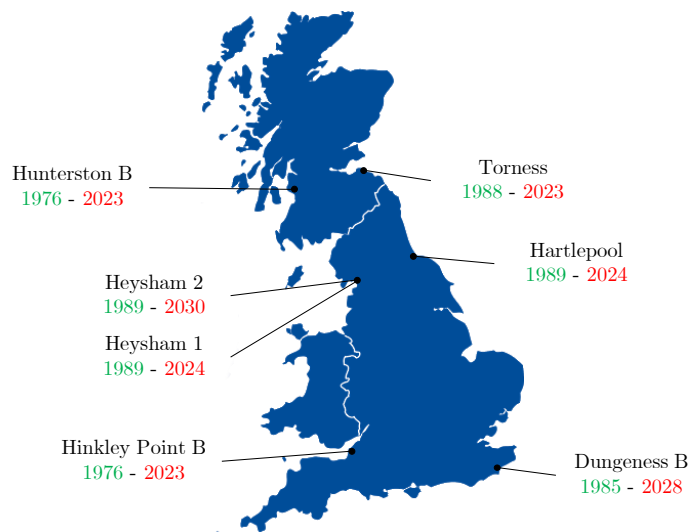 Hunterston B
1976 - 2023
Torness
1988 - 2023
Hartlepool
1989 - 2024
Heysham 2
1989 - 2030
Heysham 1
1989 - 2024
Hinkley Point B
1976 - 2023
Dungeness B
1985 - 2028